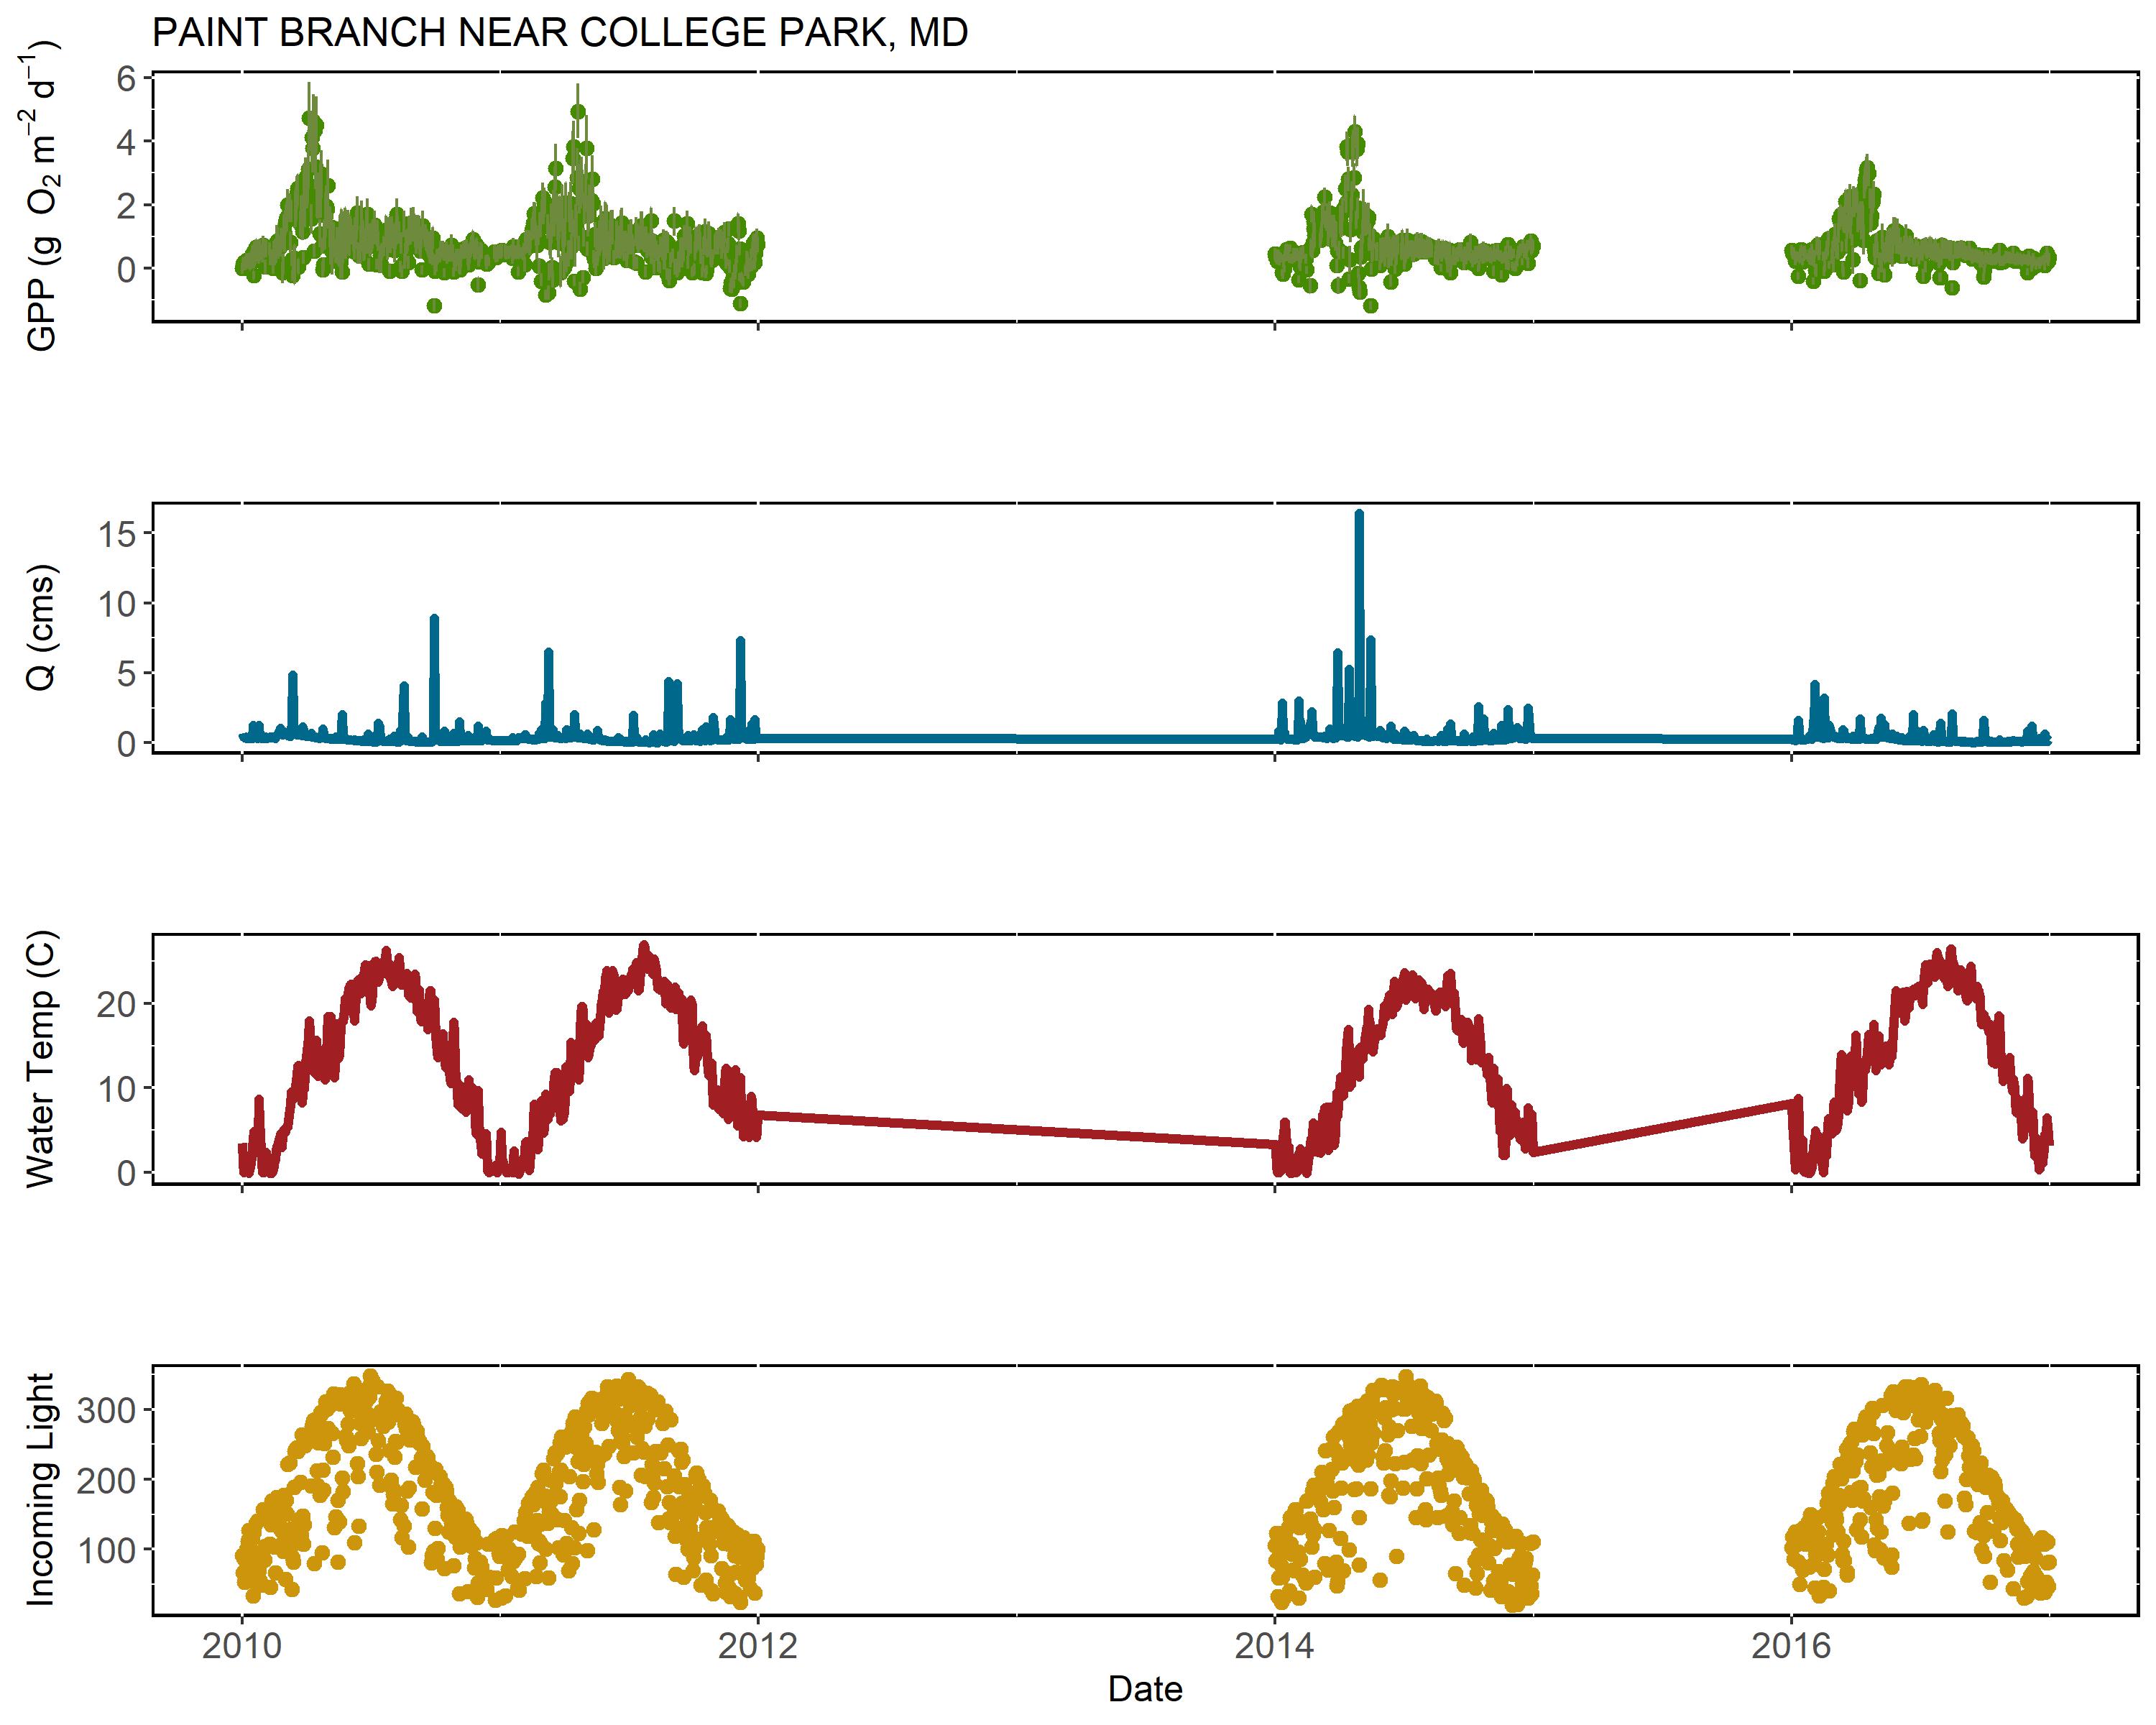 PAINT BRANCH NEAR COLLEGE PARK, MD
GPP (g O₂ m⁻² d⁻¹)
6
4
2
0
Q (cms)
15
10
5
0
Water Temp (C)
20
10
0
Incoming Light
300
200
100
2010 2012 2014 2016
Date